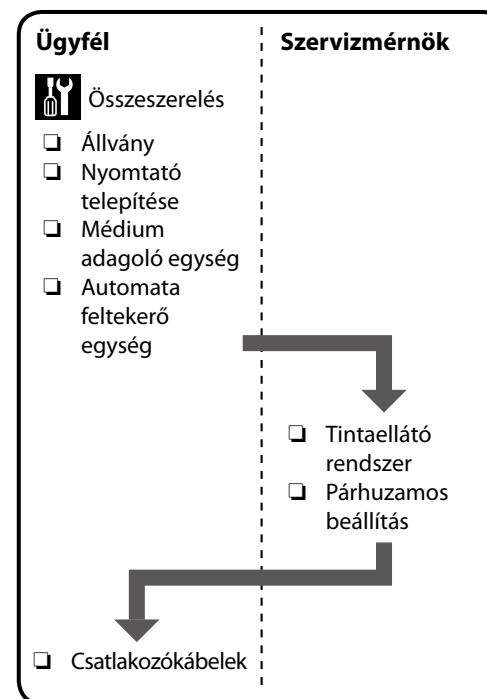 Ügyfél
Szervizmérnök
Összeszerelés
❏ Állvány
❏ Nyomtató
telepítése
❏ Médium
adagoló egység
❏ Automata
feltekerő
egység
❏ Tintaellátó
rendszer
❏ Párhuzamos
beállítás
❏ Csatlakozókábelek